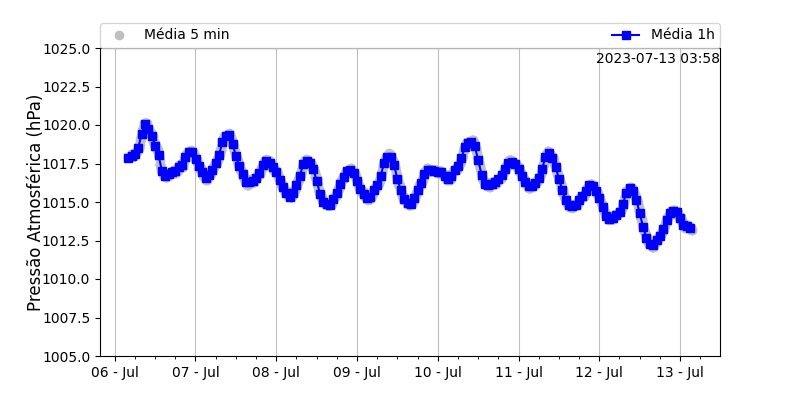 Média 5 min
Média 1h
2023-07-13 03:58
Pressão Atmosférica (hPa)
1025.0
1022.5
1020.0
1017.5
1015.0
1012.5
1010.0
1007.5
1005.0
06 - Jul
07 - Jul
08 - Jul
09 - Jul
10 - Jul
11 - Jul
12 - Jul
13 - Jul